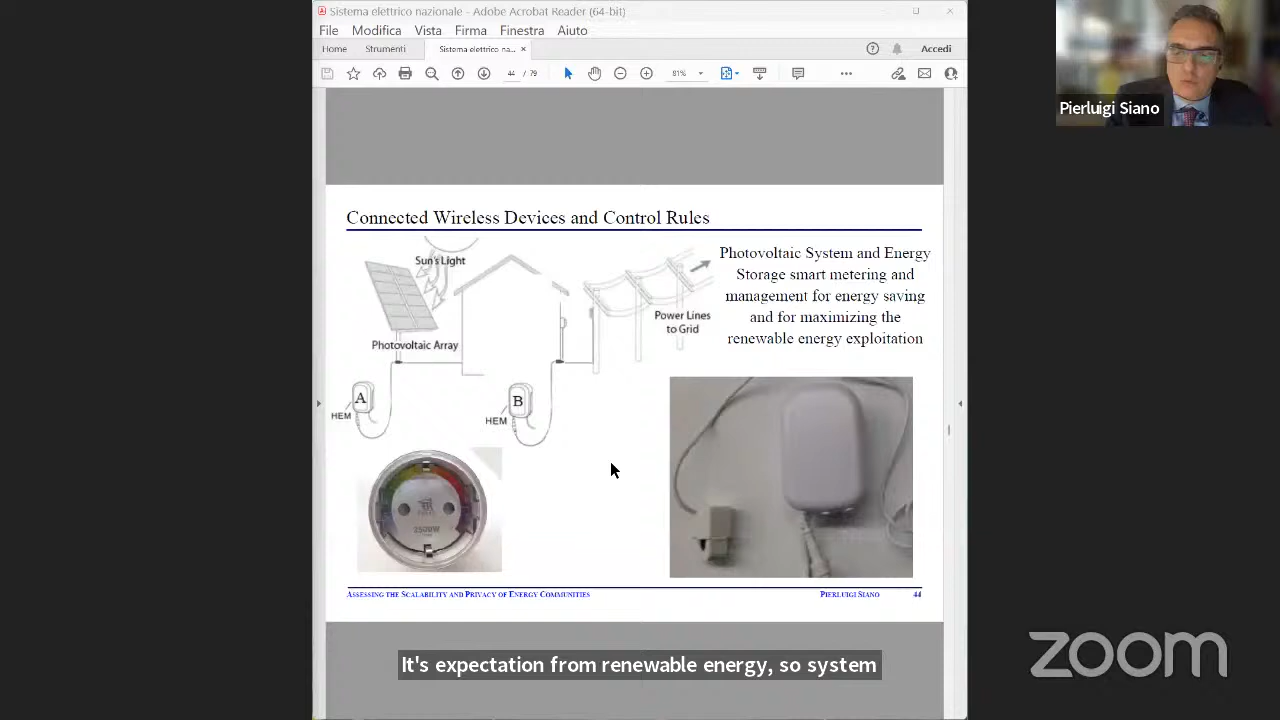 Sistema elettrico nazionale - Adobe Acrobat Reader (64-bit)
File Modifica Vista Firma Finestra Aiuto
Home Strumenti Sistema elettrico na... Accedi
44 / 79 81%
Pierluigi Siano
Connected Wireless Devices and Control Rules
Sun's Light
Photovoltaic Array
Power Lines
to Grid
HEM
A
HEM
B
Photovoltaic System and Energy
Storage smart metering and
management for energy saving
and for maximizing the
renewable energy exploitation
2500W
ASSESSING THE SCALABILITY AND PRIVACY OF ENERGY COMMUNITIES PIERLUIGI SIANO 44
It's expectation from renewable energy, so system
zoom